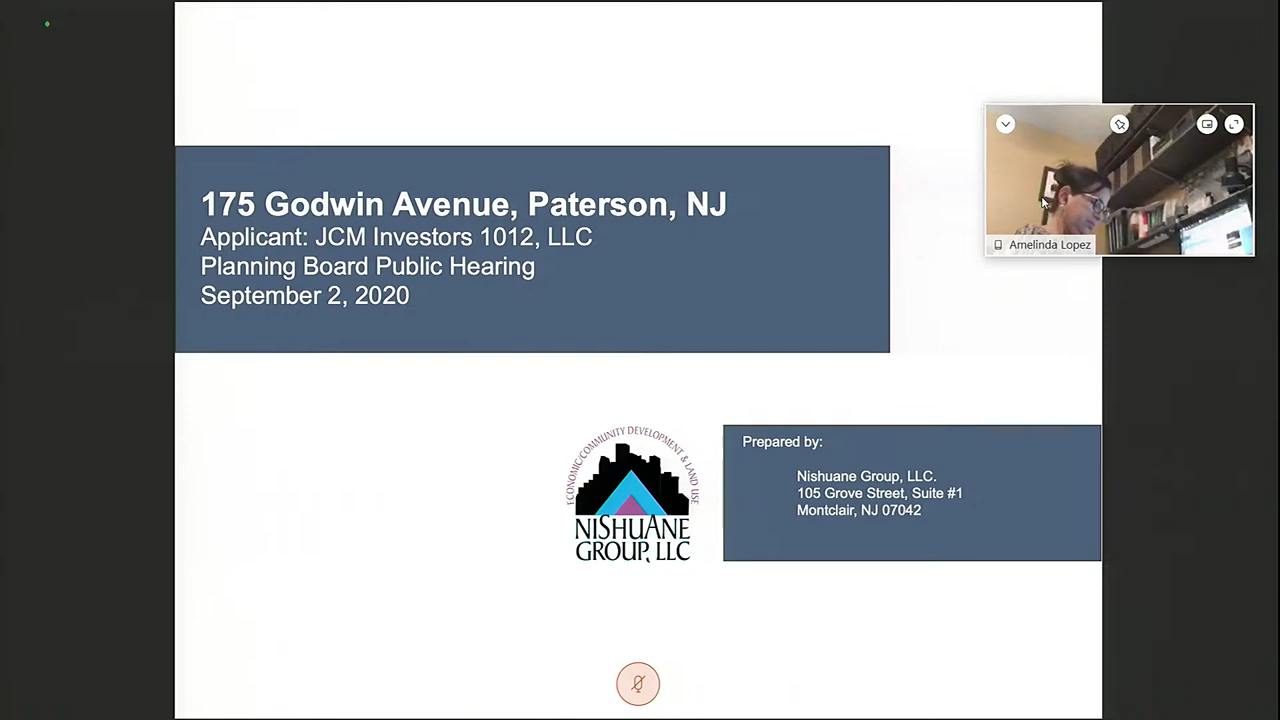 175 Godwin Avenue, Paterson, NJ
Applicant: JCM Investors 1012, LLC
Planning Board Public Hearing
September 2, 2020
Amelinda Lopez
ECONOMIC/COMMUNITY DEVELOPMENT & LAND USE
NISHUANE
GROUP, LLC
Prepared by:
Nishuane Group, LLC.
105 Grove Street, Suite #1
Montclair, NJ 07042